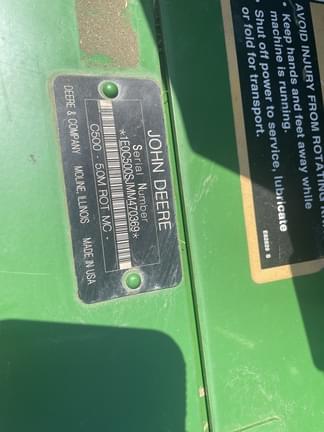 JOHN DEERE
Serial Number
*1E0C500SJMM470369*
C500 - 5.0M ROT. MC -
DEERE & COMPANY MOLINE, ILLINOIS MADE IN USA
AVOID INJURY FROM ROTATING
• Keep hands and feet away while
machine is running.
• Shut off power to service, lubricate
or fold for transport.